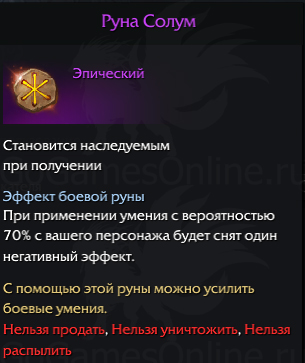 Руна Солум
Эпический
Становится наследуемым
при получении
Эффект боевой руны
При применении умения с вероятностью
70% с вашего персонажа будет снят один
негативный эффект.
С помощью этой руны можно усилить
боевые умения.
Нельзя продать, Нельзя уничтожить, Нельзя
распылить